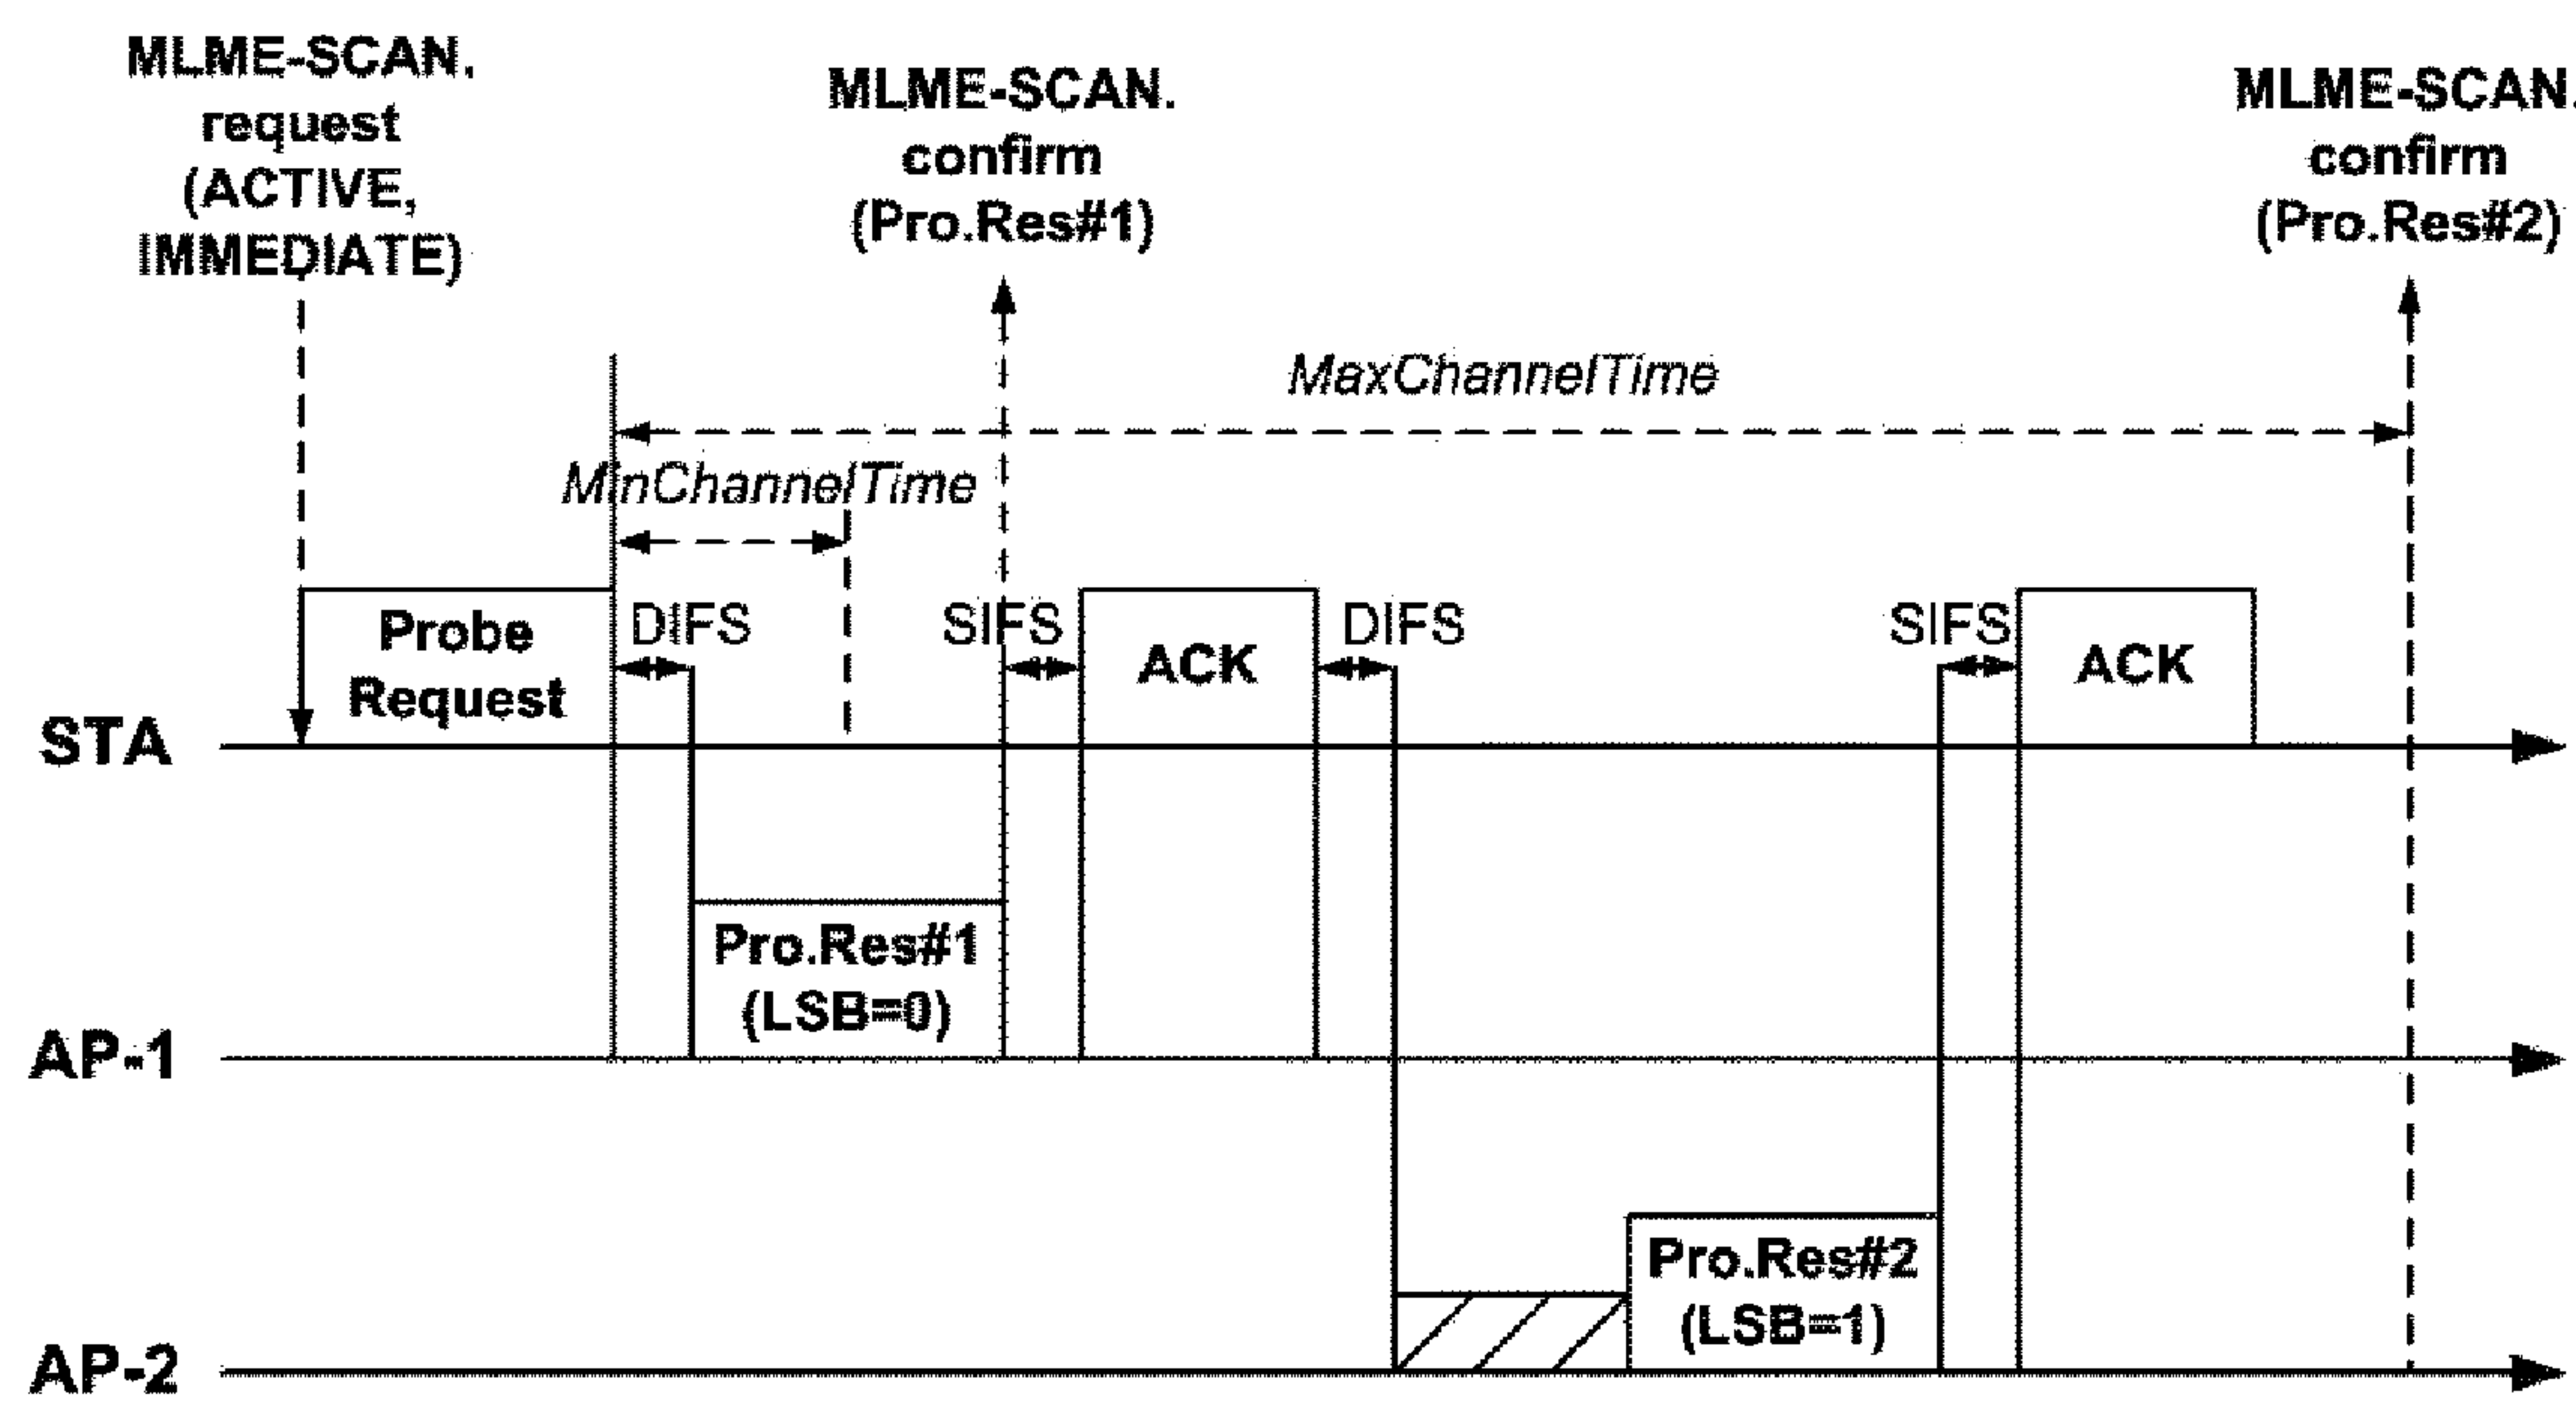 MLME-SCAN.
request
(ACTIVE,
IMMEDIATE)
MLME-SCAN.
confirm
(Pro.Res#1)
MLME-SCAN.
confirm
(Pro.Res#2)
MaxChannelTime
MinChannelTime
Probe
Request
DIFS
SIFS
ACK
DIFS
SIFS
ACK
STA
Pro.Res#1
(LSB=0)
AP-1
Pro.Res#2
(LSB=1)
AP-2